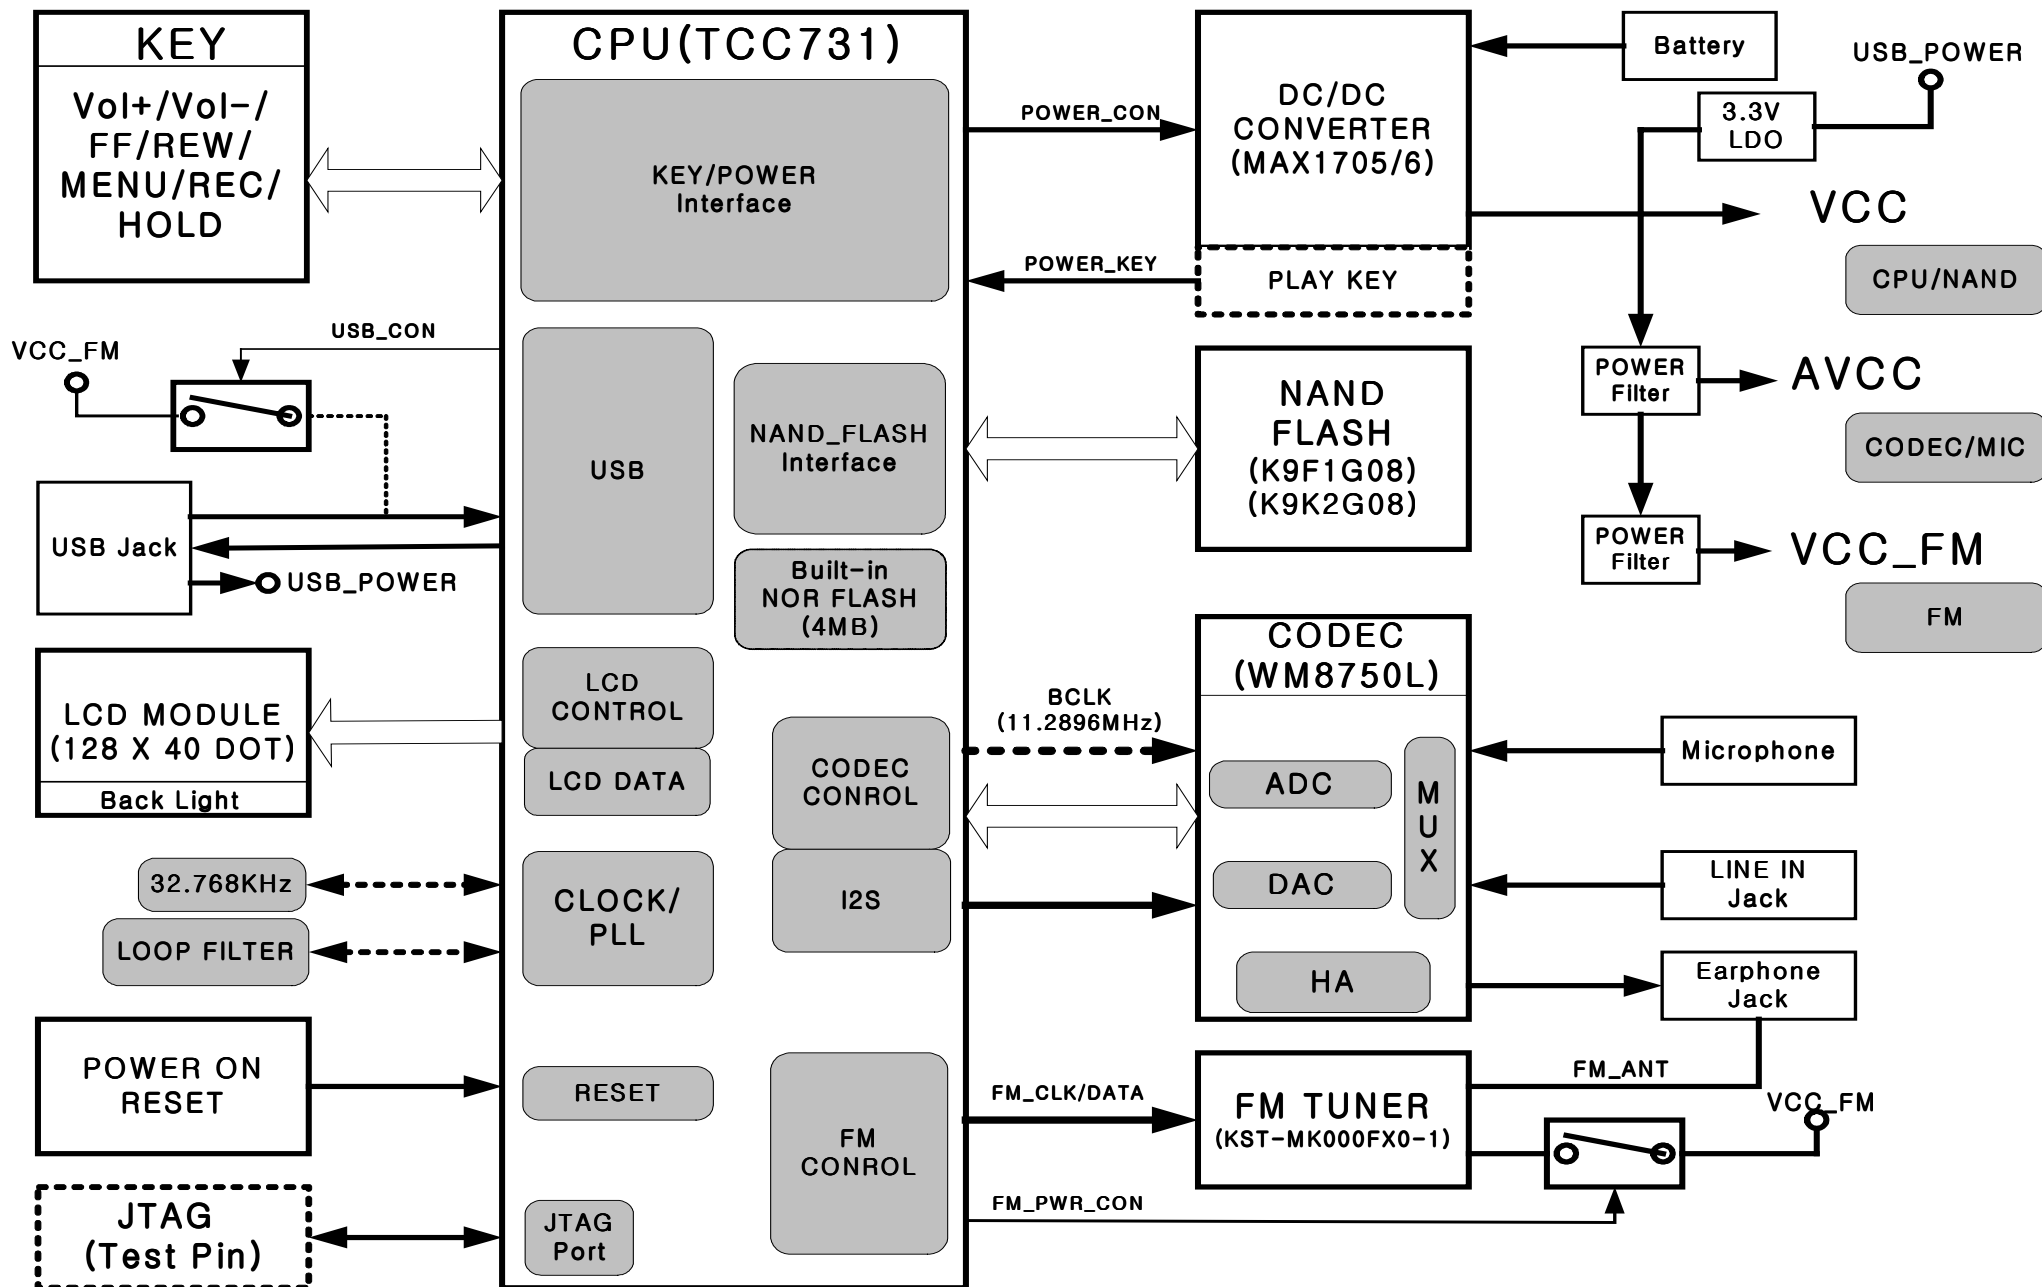 KEY
Vol+/Vol-/
FF/REW/
MENU/REC/
HOLD
CPU(TCC731)
KEY/POWER
Interface
POWER_CON
DC/DC
CONVERTER
(MAX1705/6)
POWER_KEY
PLAY KEY
Battery
USB_POWER
3.3V
LDO
VCC
CPU/NAND
USB_CON
VCC_FM
USB
NAND_FLASH
Interface
NAND
FLASH
(K9F1G08)
(K9K2G08)
POWER
Filter
AVCC
CODEC/MIC
USB Jack
USB_POWER
Built-in
NOR FLASH
(4MB)
POWER
Filter
VCC_FM
FM
LCD MODULE
(128 X 40 DOT)
Back Light
LCD
CONTROL
LCD DATA
CODEC
CONROL
I2S
BCLK
(11.2896MHz)
CODEC
(WM8750L)
ADC
DAC
MUX
HA
Microphone
LINE IN
Jack
Earphone
Jack
32.768KHz
LOOP FILTER
CLOCK/
PLL
POWER ON
RESET
RESET
FM
CONROL
FM_CLK/DATA
FM TUNER
(KST-MK000FX0-1)
FM_ANT
VCC_FM
FM_PWR_CON
JTAG
(Test Pin)
JTAG
Port